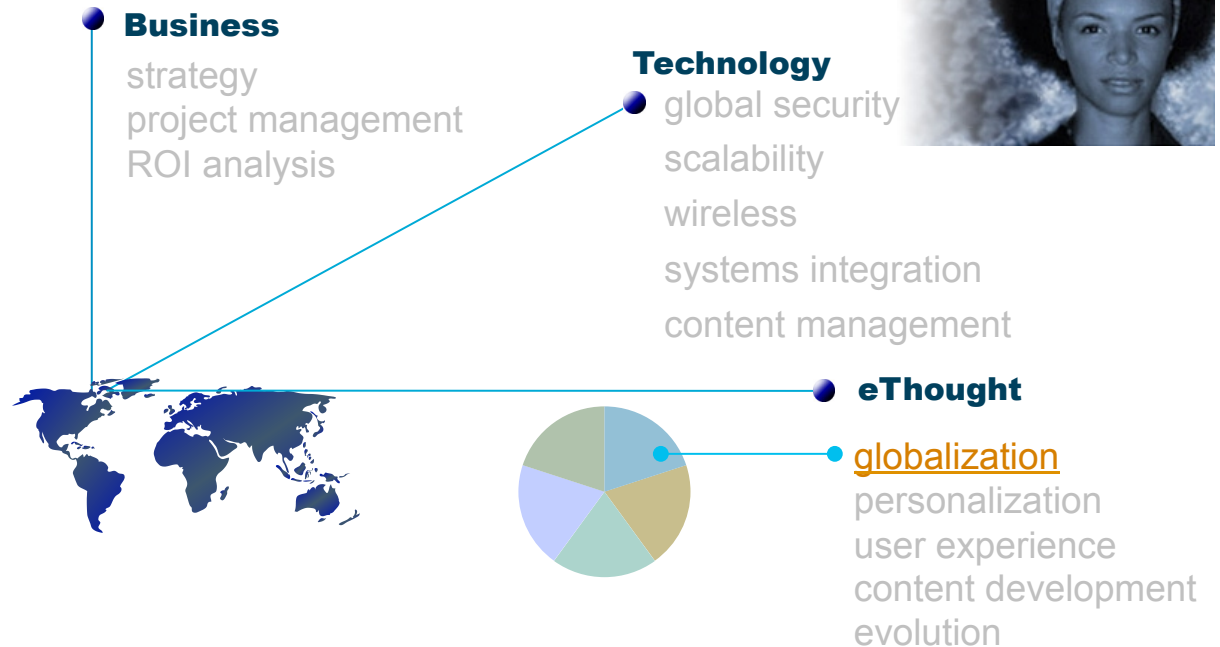 Business
strategy
project management
ROI analysis
Technology
global security
scalability
wireless
systems integration
content management
eThought
globalization
personalization
user experience
content development
evolution